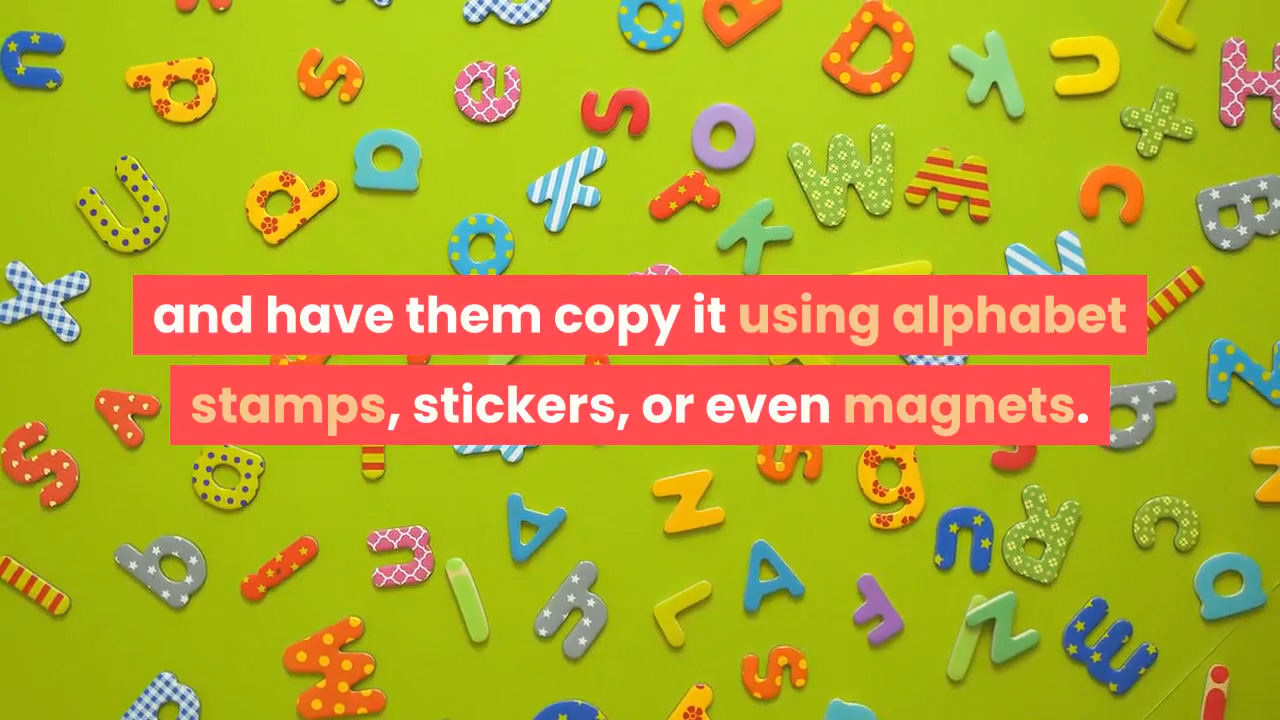 and have them copy it using alphabet
stamps, stickers, or even magnets.